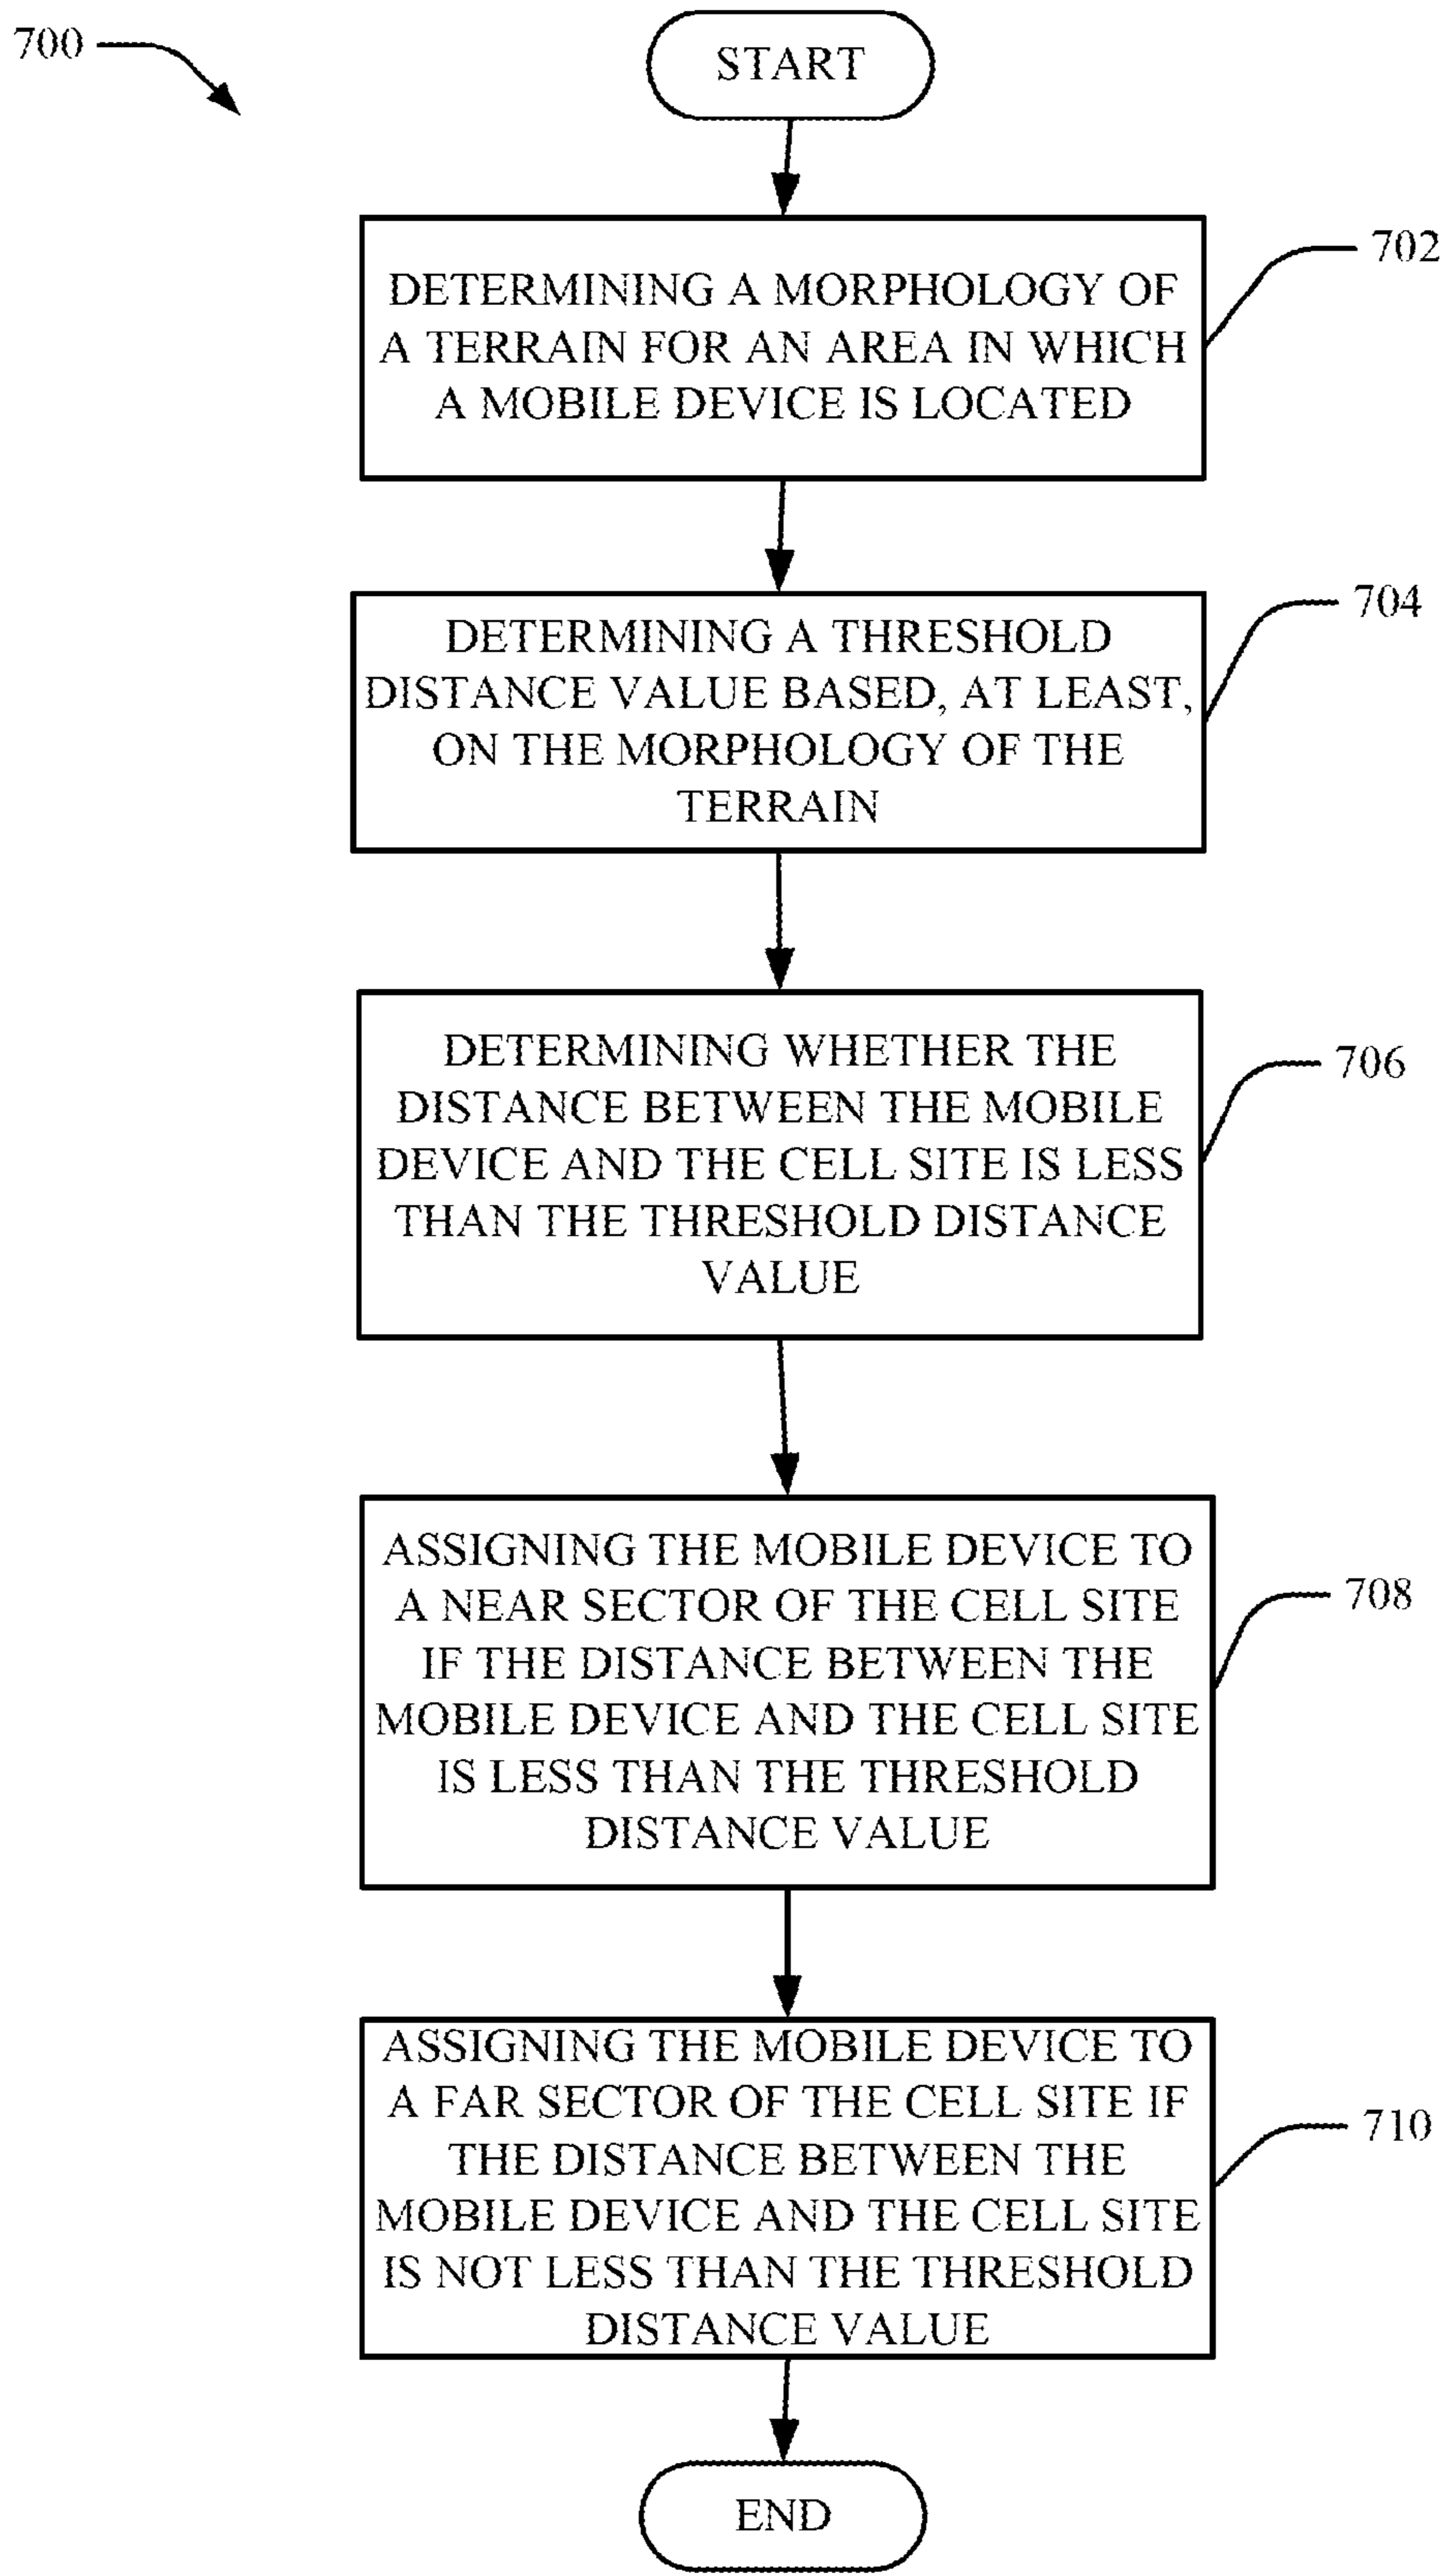 700
START
DETERMINING A MORPHOLOGY OF
A TERRAIN FOR AN AREA IN WHICH
A MOBILE DEVICE IS LOCATED
702
DETERMINING A THRESHOLD
DISTANCE VALUE BASED, AT LEAST,
ON THE MORPHOLOGY OF THE
TERRAIN
704
DETERMINING WHETHER THE
DISTANCE BETWEEN THE MOBILE
DEVICE AND THE CELL SITE IS LESS
THAN THE THRESHOLD DISTANCE
VALUE
706
ASSIGNING THE MOBILE DEVICE TO
A NEAR SECTOR OF THE CELL SITE
IF THE DISTANCE BETWEEN THE
MOBILE DEVICE AND THE CELL SITE
IS LESS THAN THE THRESHOLD
DISTANCE VALUE
708
ASSIGNING THE MOBILE DEVICE TO
A FAR SECTOR OF THE CELL SITE IF
THE DISTANCE BETWEEN THE
MOBILE DEVICE AND THE CELL SITE
IS NOT LESS THAN THE THRESHOLD
DISTANCE VALUE
710
END